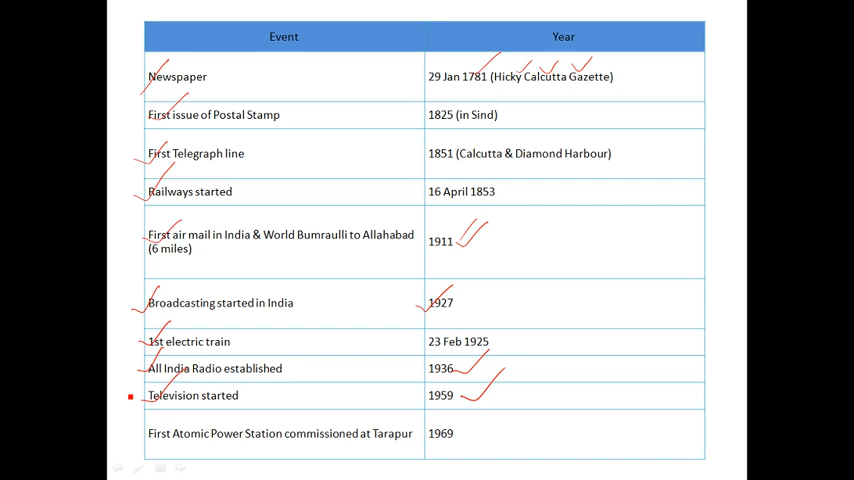 Event Year
Newspaper 29 Jan 1781 (Hicky Calcutta Gazette)
First issue of Postal Stamp 1825 (in Sind)
First Telegraph line 1851 (Calcutta & Diamond Harbour)
Railways started 16 April 1853
First air mail in India & World Bumraulli to Allahabad
(6 miles) 1911
Broadcasting started in India 1927
1st electric train 23 Feb 1925
All India Radio established 1936
Television started 1959
First Atomic Power Station commissioned at Tarapur 1969